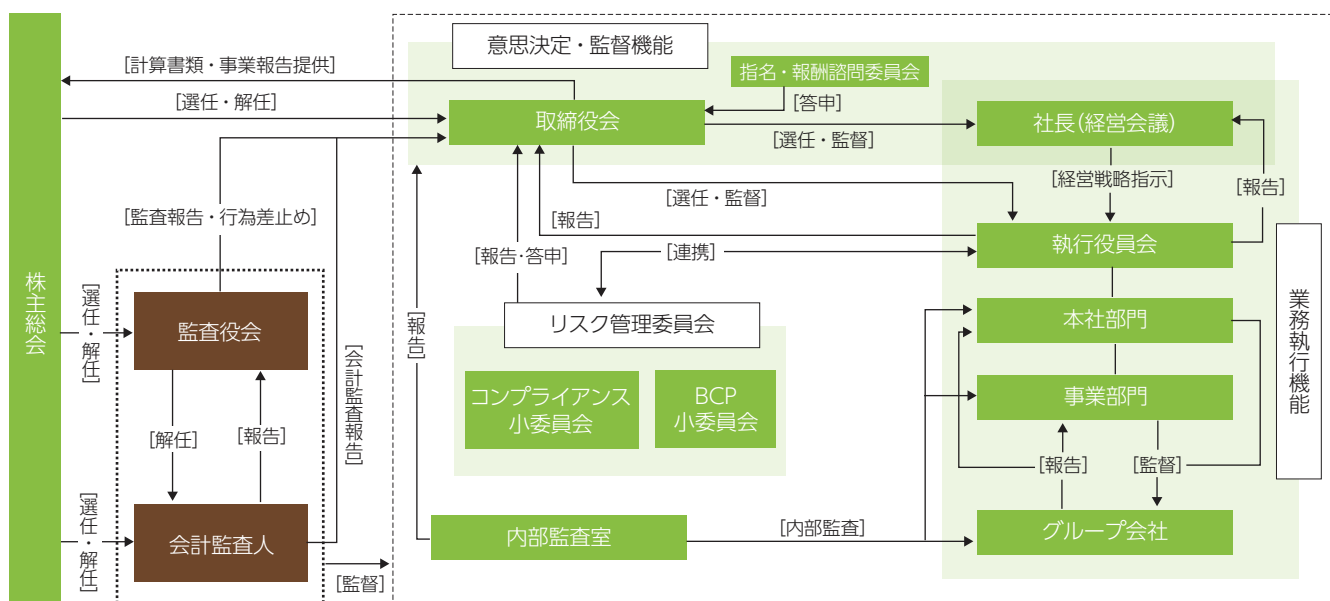 意思決定・監督機能
[計算書類・事業報告提供]
指名・報酬諮問委員会
[選任・解任]
[答申]
取締役会
社長(経営会議)
[選任・監督]
[経営戦略指示]
[報告]
[選任・監督]
[監査報告・行為差止め]
[報告]
執行役員会
[報告・答申]
[連携]
株主総会
[選任・解任]
監査役会
[報告]
リスク管理委員会
本社部門
業務執行機能
[会計監査報告]
コンプライアンス
小委員会
BCP
小委員会
事業部門
[解任]
[報告]
[報告]
[監督]
[選任・解任]
会計監査人
内部監査室
[内部監査]
グループ会社
[監督]